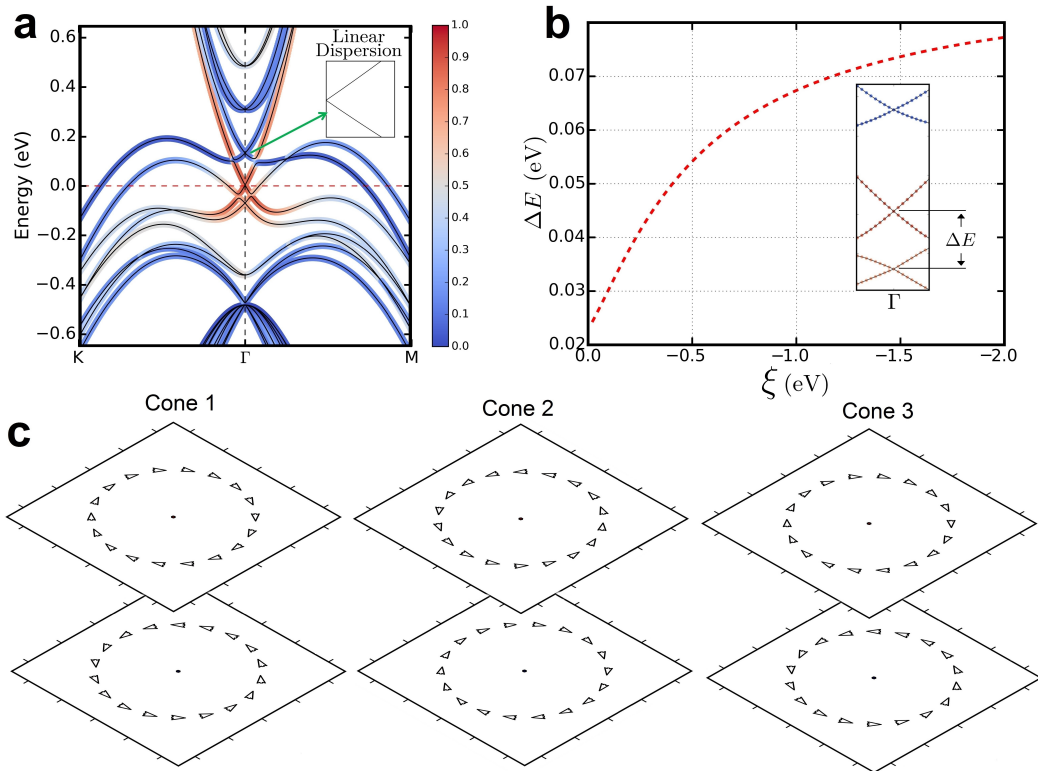 a
Energy (eV)
0.6
0.4
0.2
0.0
−0.2
−0.4
−0.6
K
Γ
M
Linear
Dispersion
1.0
0.9
0.8
0.7
0.6
0.5
0.4
0.3
0.2
0.1
0.0
b
ΔE (eV)
0.07
0.06
0.05
0.04
0.03
0.02
0.0
−0.5
−1.0
−1.5
−2.0
ξ (eV)
ΔE
Γ
c
Cone 1
Cone 2
Cone 3